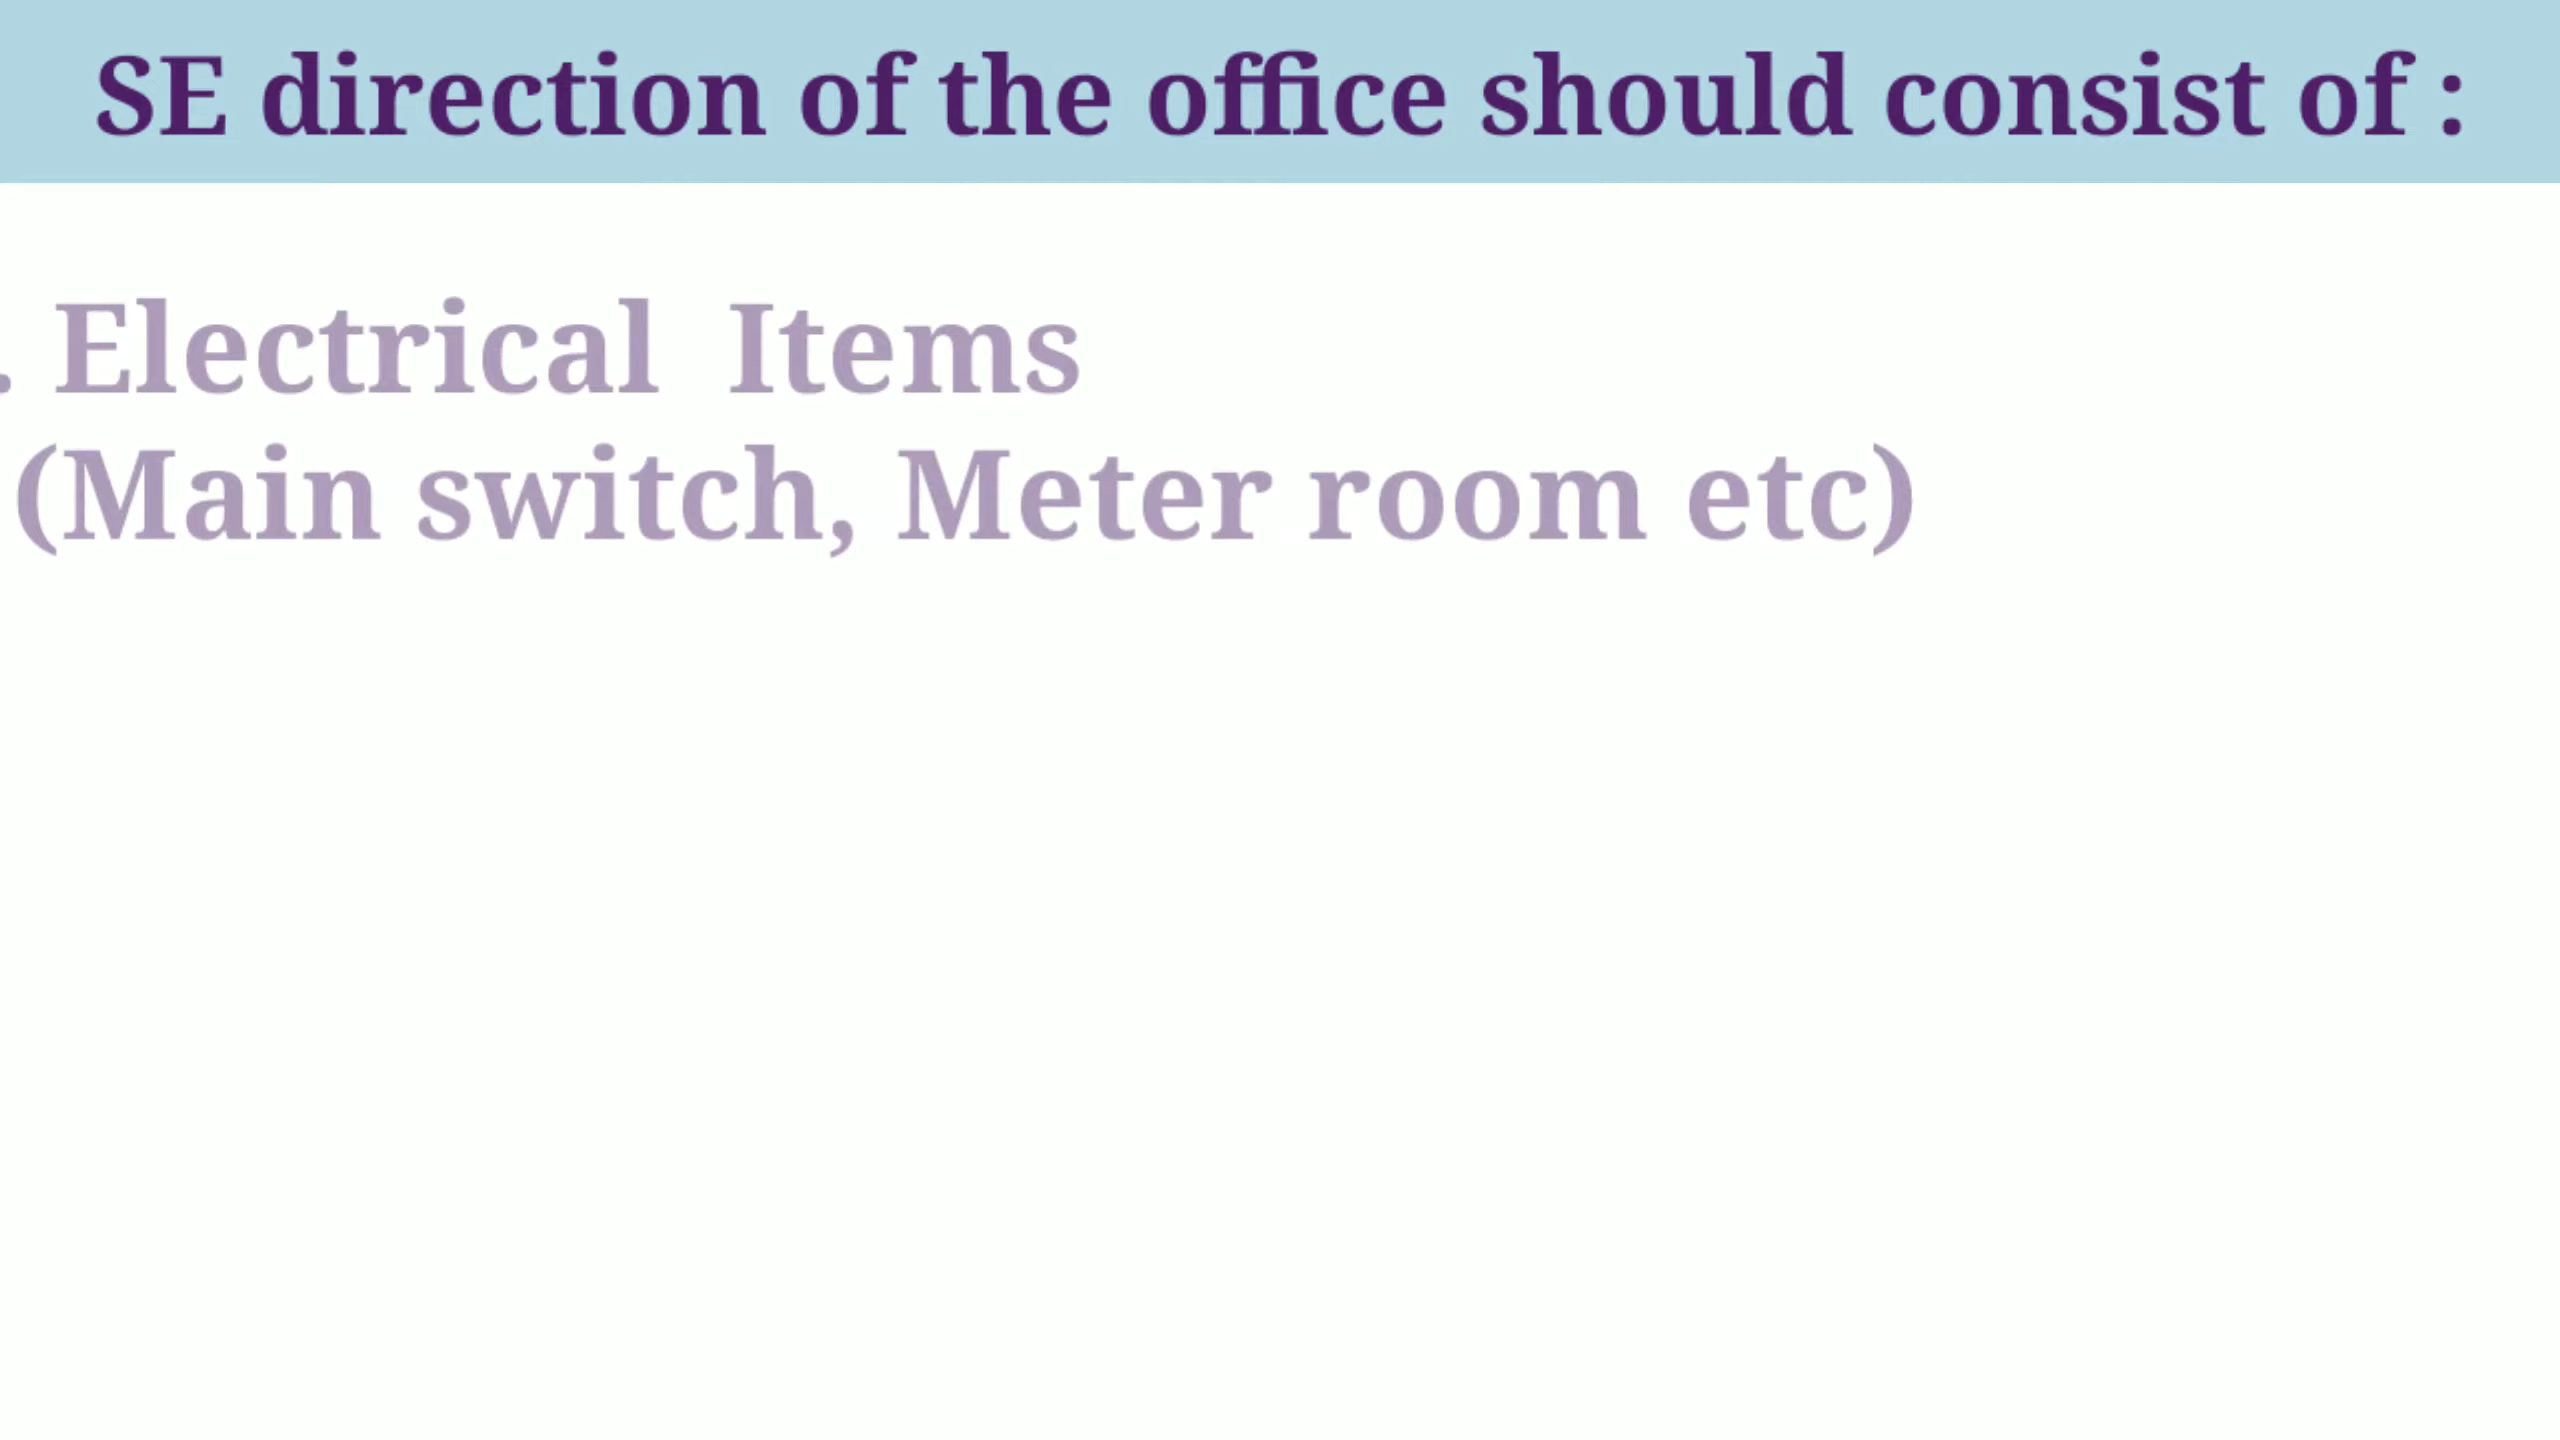 SE direction of the office should consist of :
. Electrical Items
(Main switch, Meter room etc)